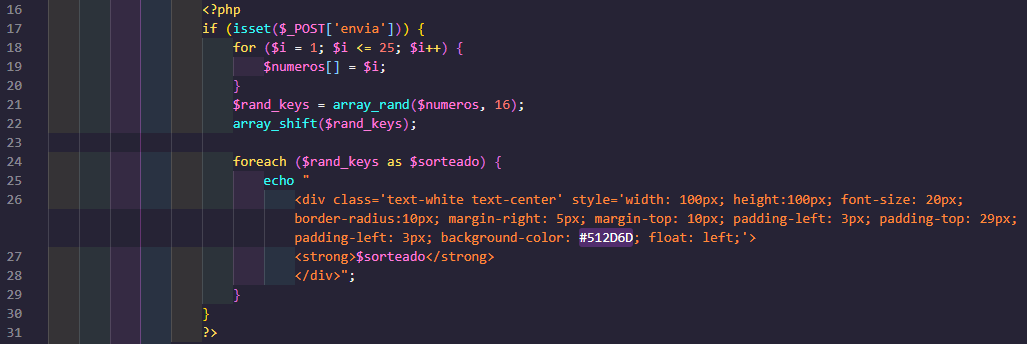 16 <?php
17 if (isset($_POST['envia'])) {
18 for ($i = 1; $i <= 25; $i++) {
19 $numeros[] = $i;
20 }
21 $rand_keys = array_rand($numeros, 16);
22 array_shift($rand_keys);
23
24 foreach ($rand_keys as $sorteado) {
25 echo "
26 <div class='text-white text-center' style='width: 100px; height:100px; font-size: 20px;
border-radius:10px; margin-right: 5px; margin-top: 10px; padding-left: 3px; padding-top: 29px;
padding-left: 3px; background-color: #512D6D; float: left;'>
27 <strong>$sorteado</strong>
28 </div>";
29 }
30 }
31 ?>